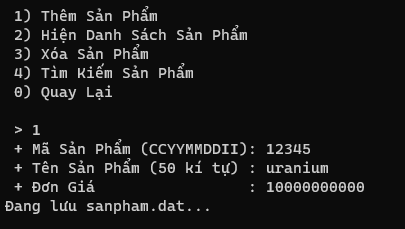 1) Thêm Sản Phẩm
2) Hiện Danh Sách Sản Phẩm
3) Xóa Sản Phẩm
4) Tìm Kiếm Sản Phẩm
0) Quay Lại
> 1
+ Mã Sản Phẩm (CCYYMMDDII): 12345
+ Tên Sản Phẩm (50 kí tự) : uranium
+ Đơn Giá : 10000000000
Đang lưu sanpham.dat...